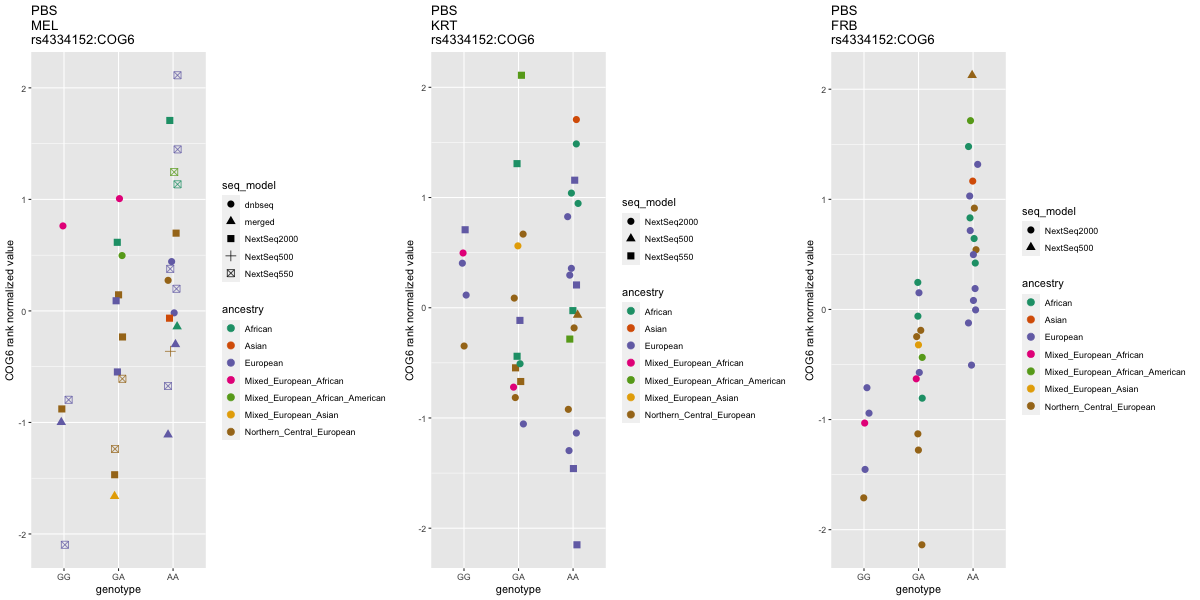 PBS
MEL
rs4334152:COG6
COG6 rank normalized value
2
1
0
-1
-2
GG
GA
AA
genotype
seq_model
dnbseq
merged
NextSeq2000
NextSeq500
NextSeq550
ancestry
African
Asian
European
Mixed_European_African
Mixed_European_African_American
Mixed_European_Asian
Northern_Central_European
PBS
KRT
rs4334152:COG6
COG6 rank normalized value
2
1
0
-1
-2
GG
GA
AA
genotype
seq_model
NextSeq2000
NextSeq500
NextSeq550
ancestry
African
Asian
European
Mixed_European_African
Mixed_European_African_American
Mixed_European_Asian
Northern_Central_European
PBS
FRB
rs4334152:COG6
COG6 rank normalized value
2
1
0
-1
-2
GG
GA
AA
genotype
seq_model
NextSeq2000
NextSeq500
ancestry
African
Asian
European
Mixed_European_African
Mixed_European_African_American
Mixed_European_Asian
Northern_Central_European